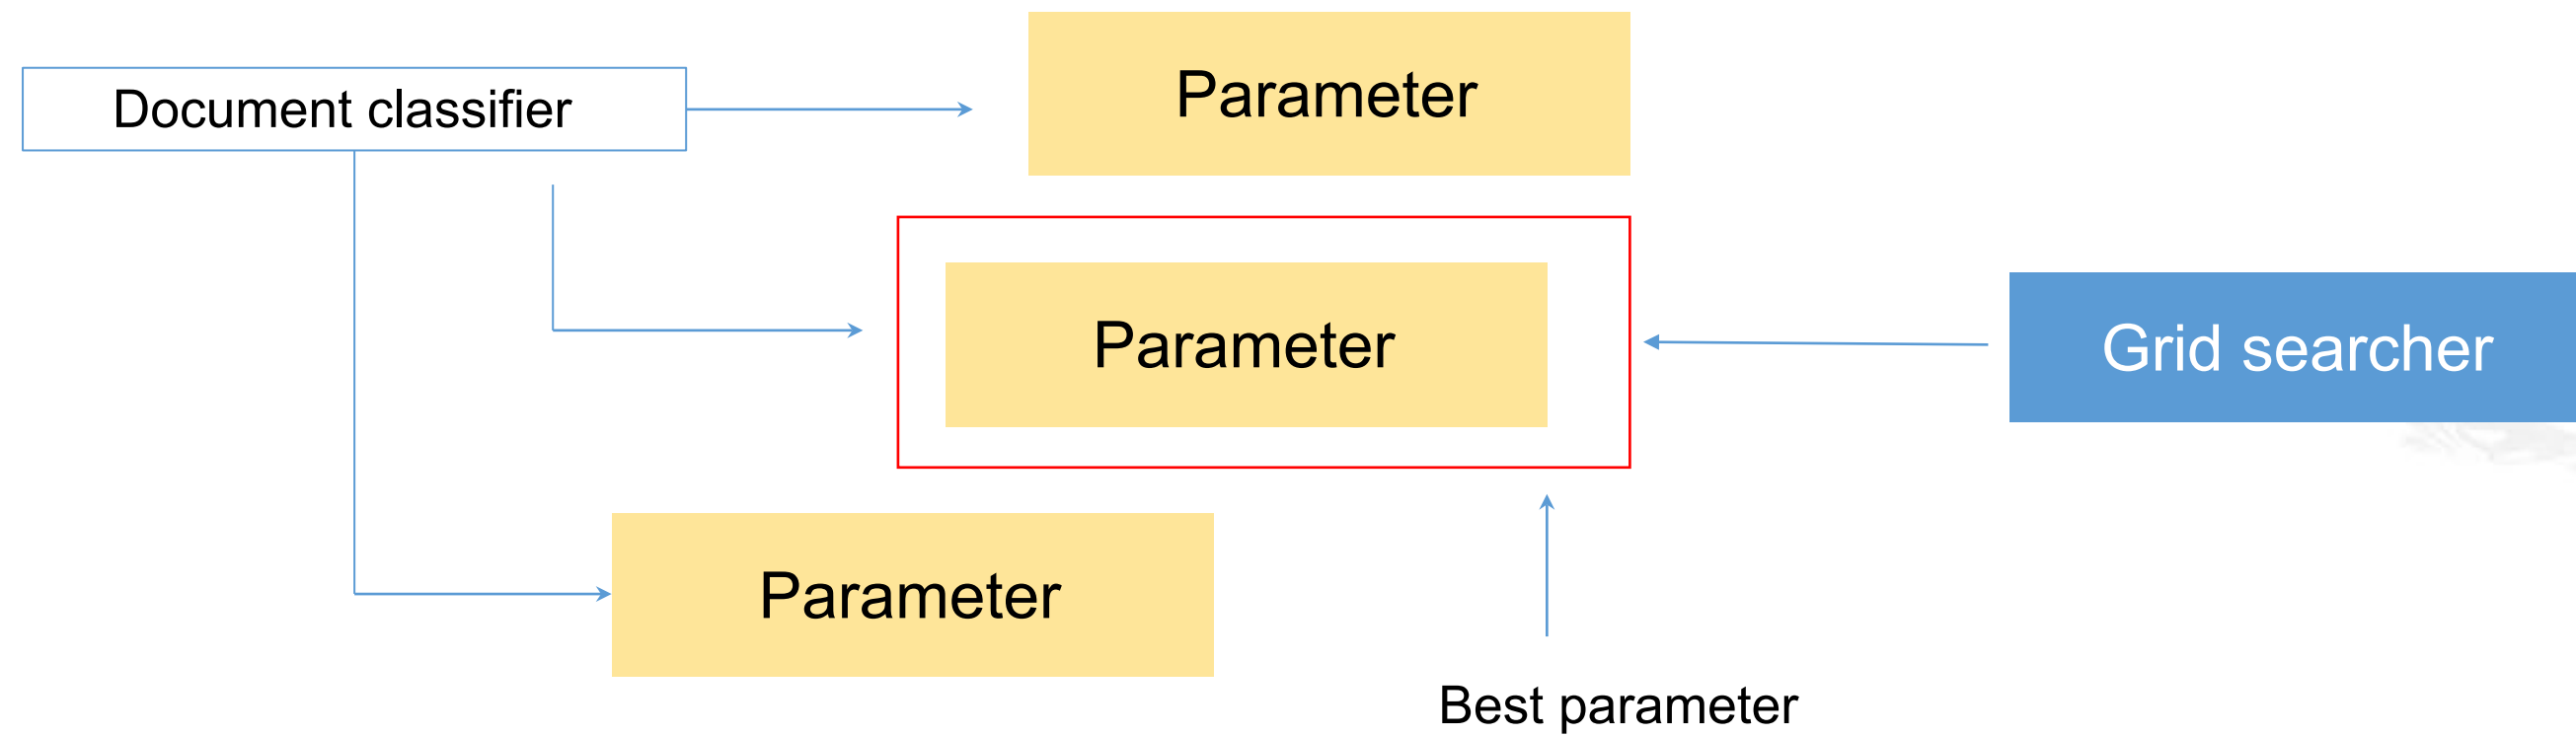 Parameter
Document classifier
Parameter
Grid searcher
Parameter
Best parameter